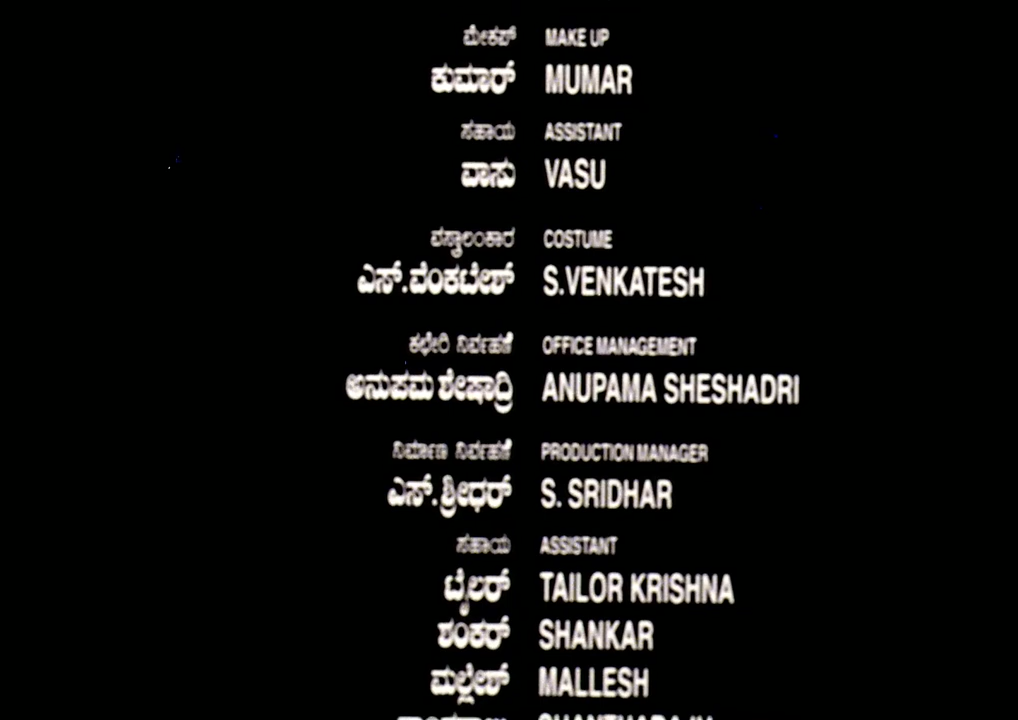 ಮೇಕಪ್ MAKE UP
ಕುಮಾರ್ MUMAR
ಸಹಾಯ ASSISTANT
ವಾಸು VASU
ವಸ್ತ್ರಾಲಂಕಾರ COSTUME
ಎಸ್.ವೆಂಕಟೇಶ್ S.VENKATESH
ಕಛೇರಿ ನಿರ್ವಹಣೆ OFFICE MANAGEMENT
ಅನುಪಮ ಶೇಷಾದ್ರಿ ANUPAMA SHESHADRI
ನಿರ್ಮಾಣ ನಿರ್ವಹಣೆ PRODUCTION MANAGER
ಎಸ್.ಶ್ರೀಧರ್ S. SRIDHAR
ಸಹಾಯ ASSISTANT
ಟೈಲರ್ TAILOR KRISHNA
ಶಂಕರ್ SHANKAR
ಮಲ್ಲೇಶ್ MALLESH